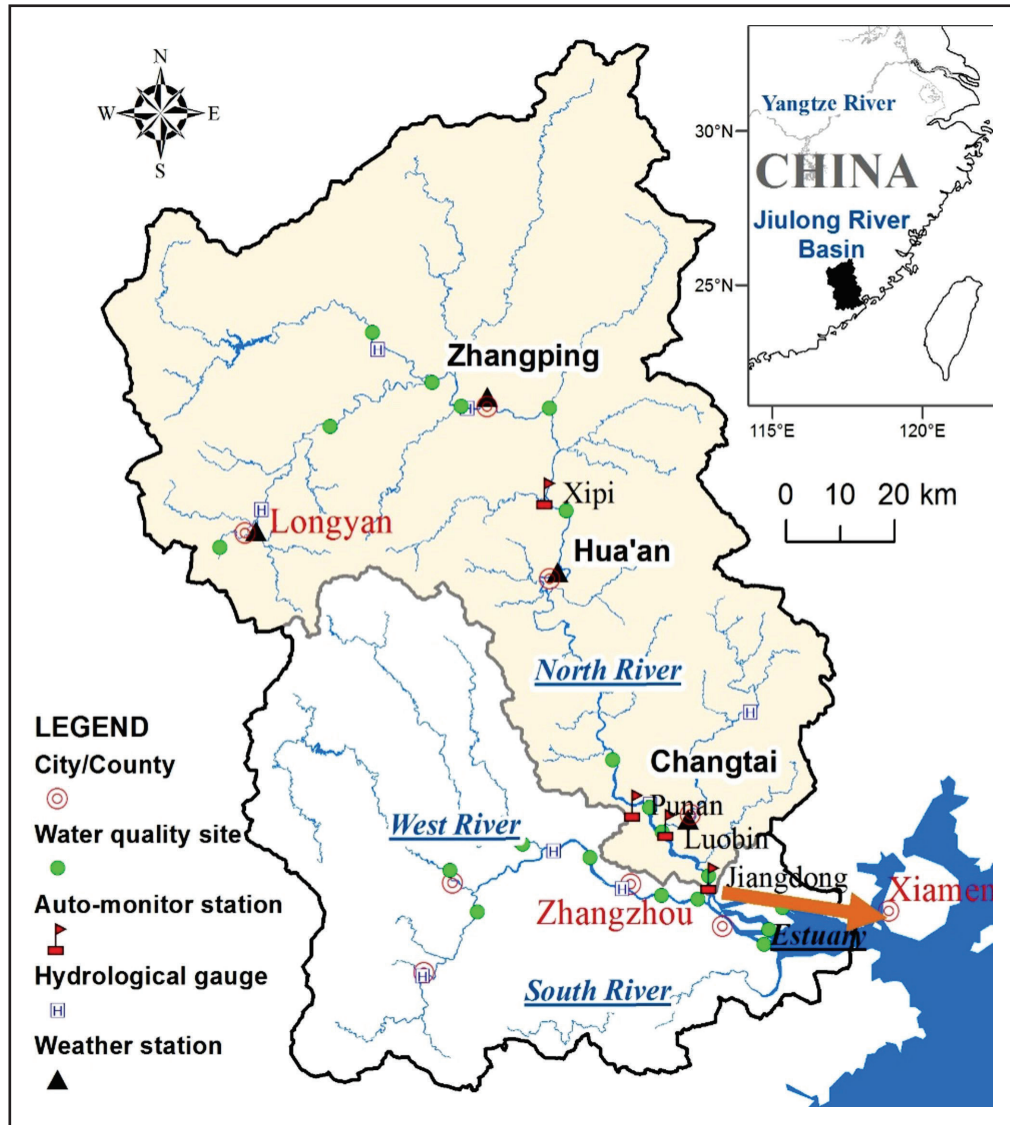 N
W
E
S
Yangtze River
30°N
CHINA
Jiulong River
Basin
25°N
115°E
120°E
0 10 20 km
Zhangping
H
H
Xipi
H
Longyan
Hua'an
North River
H
LEGEND
City/County
Water quality site
Auto-monitor station
Hydrological gauge
H
Weather station
Changtai
Punan
Luobin
West River
H
Jiangdong
Xiamen
H
Zhangzhou
Estuary
H
South River